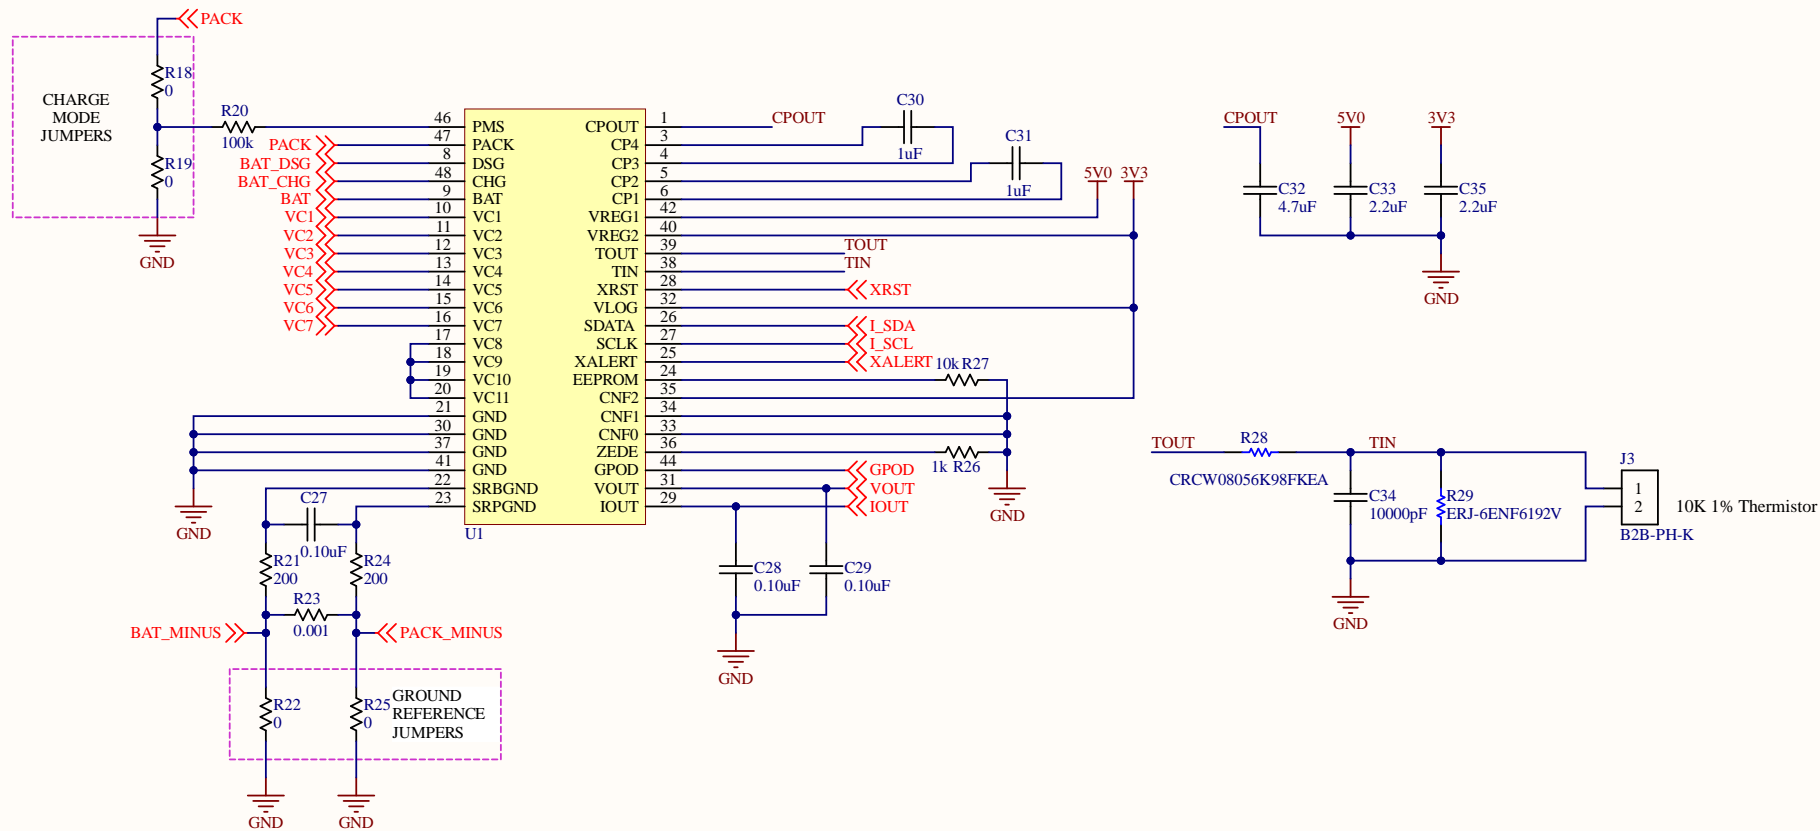 PACK
CHARGE
MODE
JUMPERS
R18
0
R19
0
GND
R20
100k
PACK
BAT_DSG
BAT_CHG
BAT
VC1
VC2
VC3
VC4
VC5
VC6
VC7
46 PMS
47 PACK
8 DSG
48 CHG
9 BAT
10 VC1
11 VC2
12 VC3
13 VC4
14 VC5
15 VC6
16 VC7
17 VC8
18 VC9
19 VC10
20 VC11
21 GND
30 GND
37 GND
41 GND
22 SRBGND
23 SRPGND
U1
CPOUT 1
CP4 3
CP3 4
CP2 5
CP1 6
VREG1 42
VREG2 40
TOUT 39
TIN 38
XRST 28
VLOG 32
SDATA 26
SCLK 27
XALERT 25
EEPROM 24
CNF2 35
CNF1 34
CNF0 33
ZEDE 36
GPOD 44
VOUT 31
IOUT 29
CPOUT
C30
1uF
C31
1uF
5V0 3V3
TOUT
TIN
XRST
I_SDA
I_SCL
XALERT
10k R27
1k R26
GPOD
VOUT
IOUT
GND
GND
C27
0.10uF
R21
200
R24
200
R23
0.001
BAT_MINUS
PACK_MINUS
R22
0
R25
0
GROUND
REFERENCE
JUMPERS
GND
GND
C28
0.10uF
C29
0.10uF
GND
CPOUT
5V0
3V3
C32
4.7uF
C33
2.2uF
C35
2.2uF
GND
TOUT
R28
TIN
CRCW08056K98FKEA
C34
10000pF
R29
ERJ-6ENF6192V
J3
1
2
B2B-PH-K
10K 1% Thermistor
GND